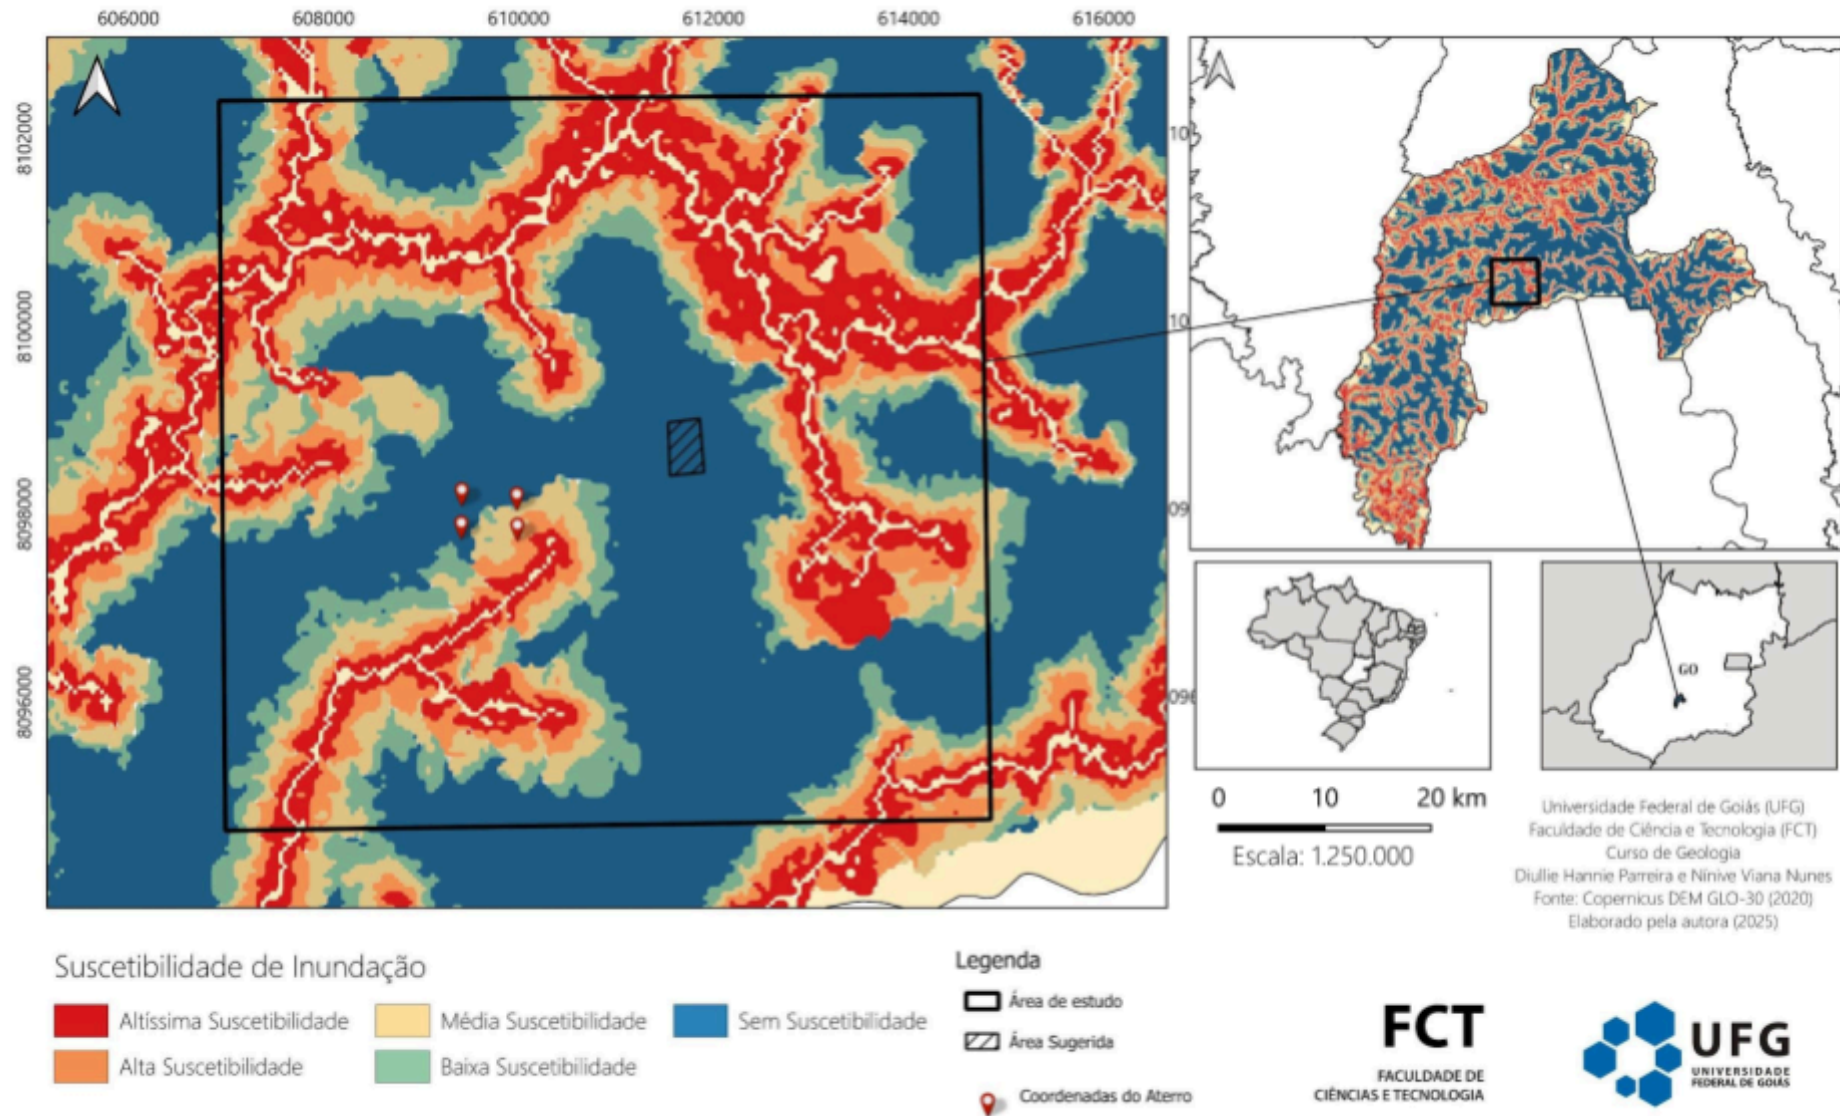 606000 608000 610000 612000 614000 616000
8102000
8100000
8098000
8096000
10
10
09
096
GO
0 10 20 km
Escala: 1.250.000
Universidade Federal de Goiás (UFG)
Faculdade de Ciência e Tecnologia (FCT)
Curso de Geologia
Diullie Hannie Parreira e Nínive Viana Nunes
Fonte: Copernicus DEM GLO-30 (2020)
Elaborado pela autora (2025)
Suscetibilidade de Inundação
Altíssima Suscetibilidade
Alta Suscetibilidade
Média Suscetibilidade
Baixa Suscetibilidade
Sem Suscetibilidade
Legenda
Área de estudo
Área Sugerida
Coordenadas do Aterro
FCT
FACULDADE DE
CIÊNCIAS E TECNOLOGIA
UFG
UNIVERSIDADE
FEDERAL DE GOIÁS